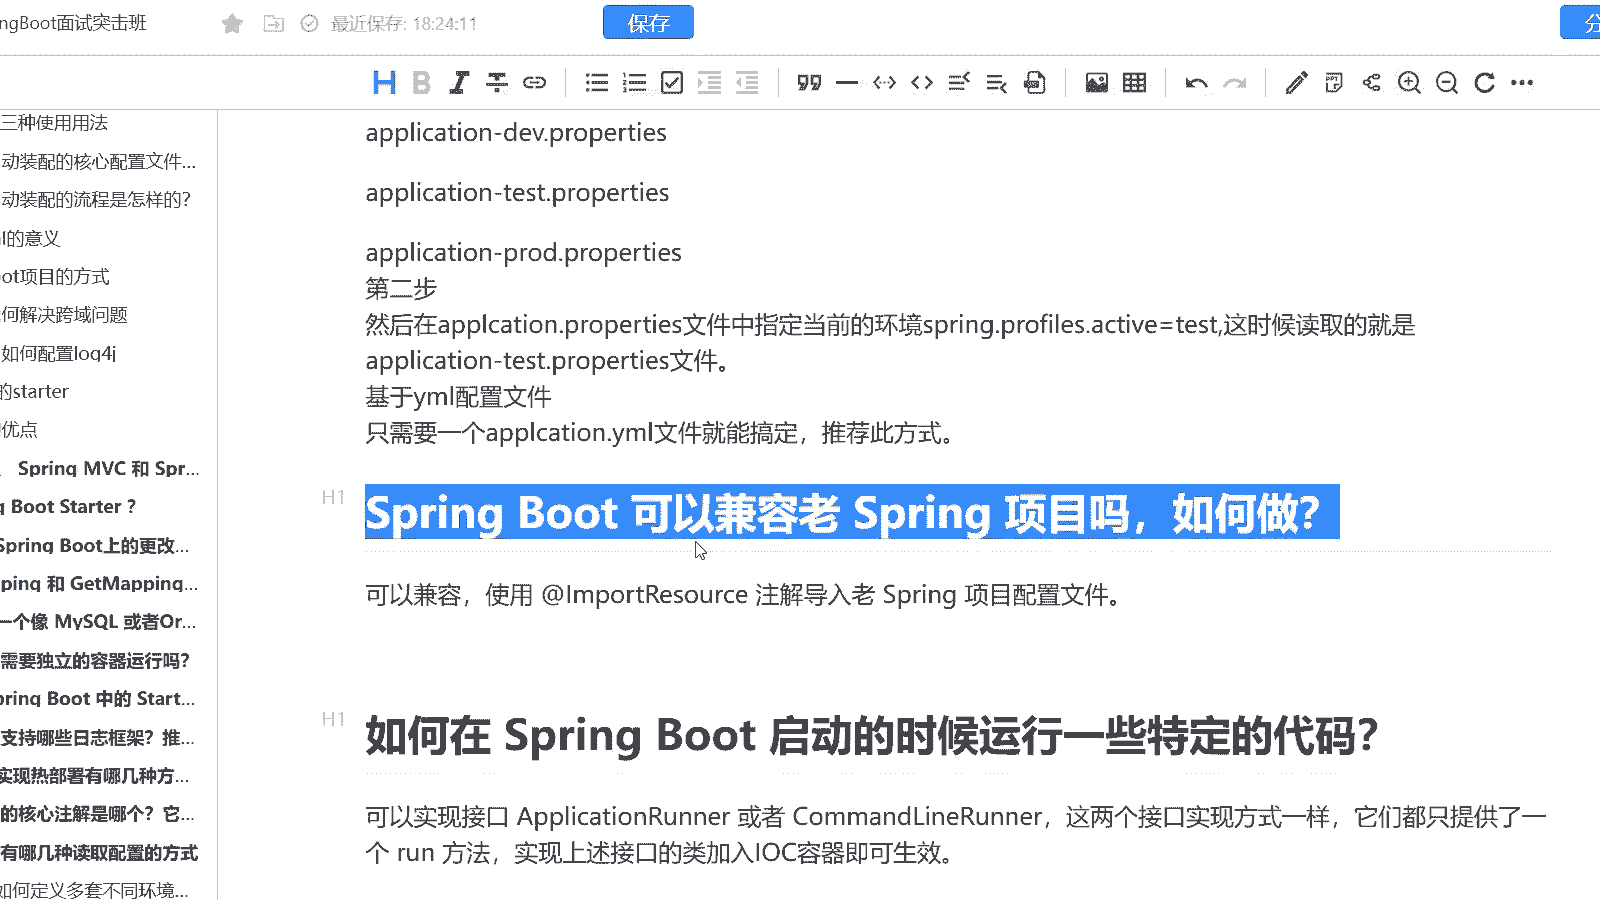 ngBoot面试突击班
最近保存: 18:24:11
保存
分
三种使用用法
动装配的核心配置文件...
动装配的流程是怎样的?
的意义
ot项目的方式
何解决跨域问题
如何配置log4j
的starter
优点
Spring MVC 和 Spr...
g Boot Starter ?
Spring Boot上的更改...
ping 和 GetMapping...
一个像 MySQL 或者Or...
需要独立的容器运行吗?
pring Boot 中的 Start...
支持哪些日志框架? 推...
实现热部署有哪几种方...
的核心注解是哪个? 它...
有哪几种读取配置的方式
如何定义多套不同环境...
application-dev.properties
application-test.properties
application-prod.properties
第二步
然后在applcation.properties文件中指定当前的环境spring.profiles.active=test,这时候读取的就是
application-test.properties文件。
基于yml配置文件
只需要一个applcation.yml文件就能搞定，推荐此方式。
H1
Spring Boot 可以兼容老 Spring 项目吗，如何做?
可以兼容，使用 @ImportResource 注解导入老 Spring 项目配置文件。
H1
如何在 Spring Boot 启动的时候运行一些特定的代码?
可以实现接口 ApplicationRunner 或者 CommandLineRunner，这两个接口实现方式一样，它们都只提供了一
个 run 方法，实现上述接口的类加入IOC容器即可生效。